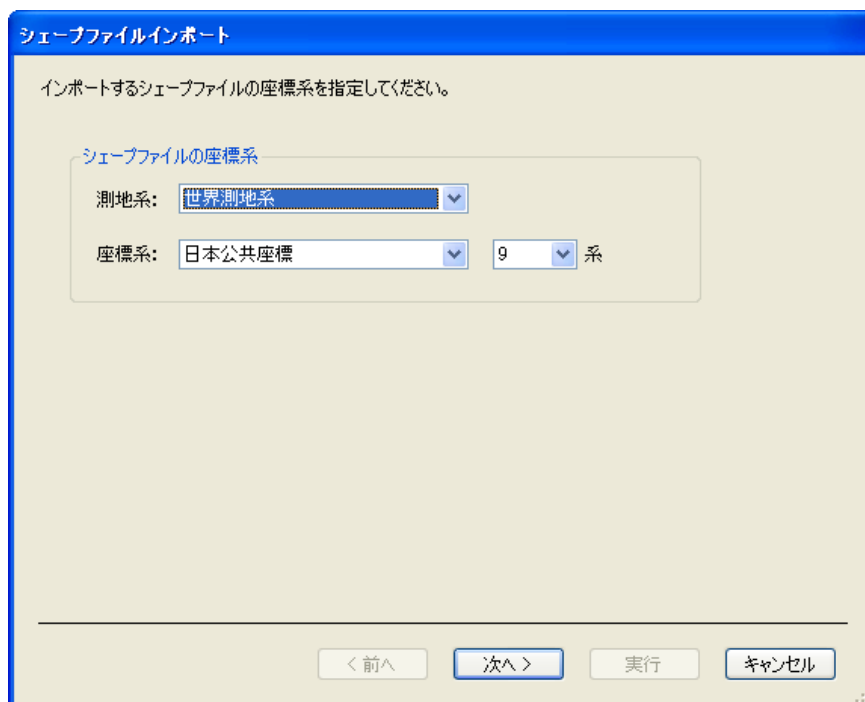 シェープファイルインポート
インポートするシェープファイルの座標系を指定してください。
シェープファイルの座標系
測地系: 世界測地系
座標系: 日本公共座標 9 系
< 前へ 次へ > 実行 キャンセル